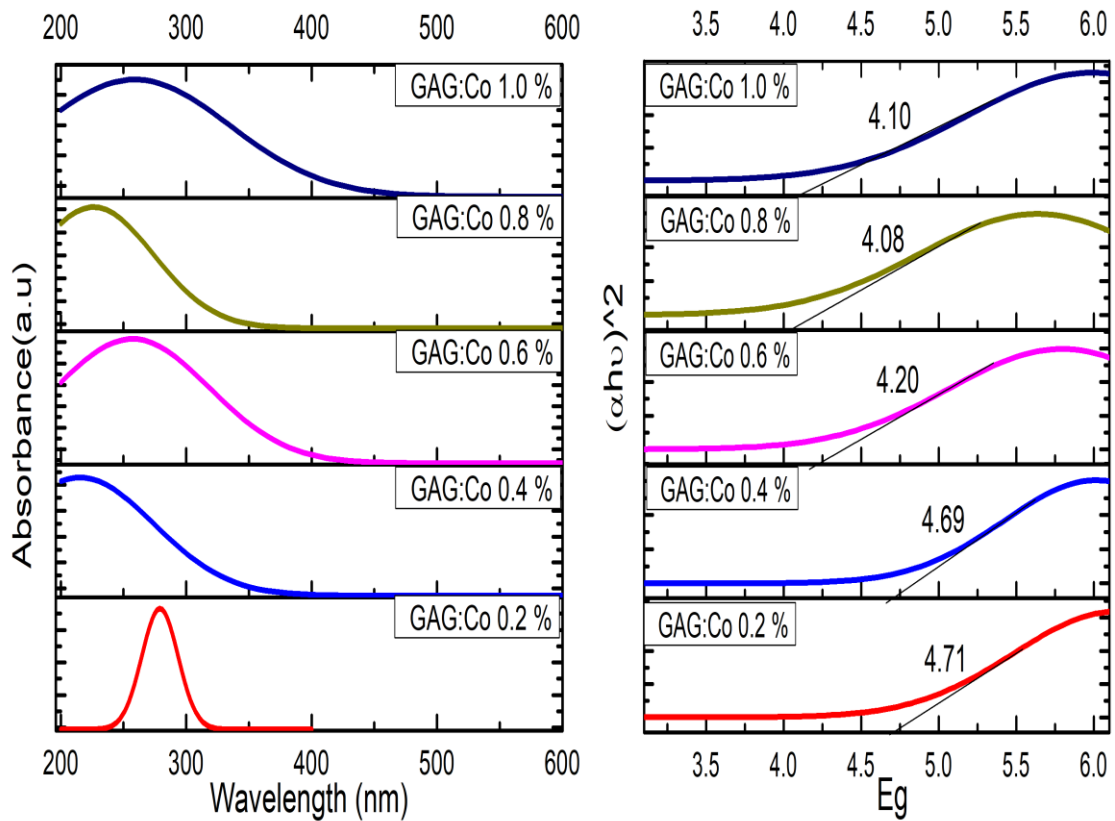 200 300 400 500 600
GAG:Co 1.0 %
GAG:Co 0.8 %
GAG:Co 0.6 %
GAG:Co 0.4 %
GAG:Co 0.2 %
Absorbance(a.u)
200 300 400 500 600
Wavelength (nm)
3.5 4.0 4.5 5.0 5.5 6.0
GAG:Co 1.0 %
4.10
GAG:Co 0.8 %
4.08
GAG:Co 0.6 %
4.20
GAG:Co 0.4 %
4.69
GAG:Co 0.2 %
4.71
(αhυ)^2
3.5 4.0 4.5 5.0 5.5 6.0
Eg